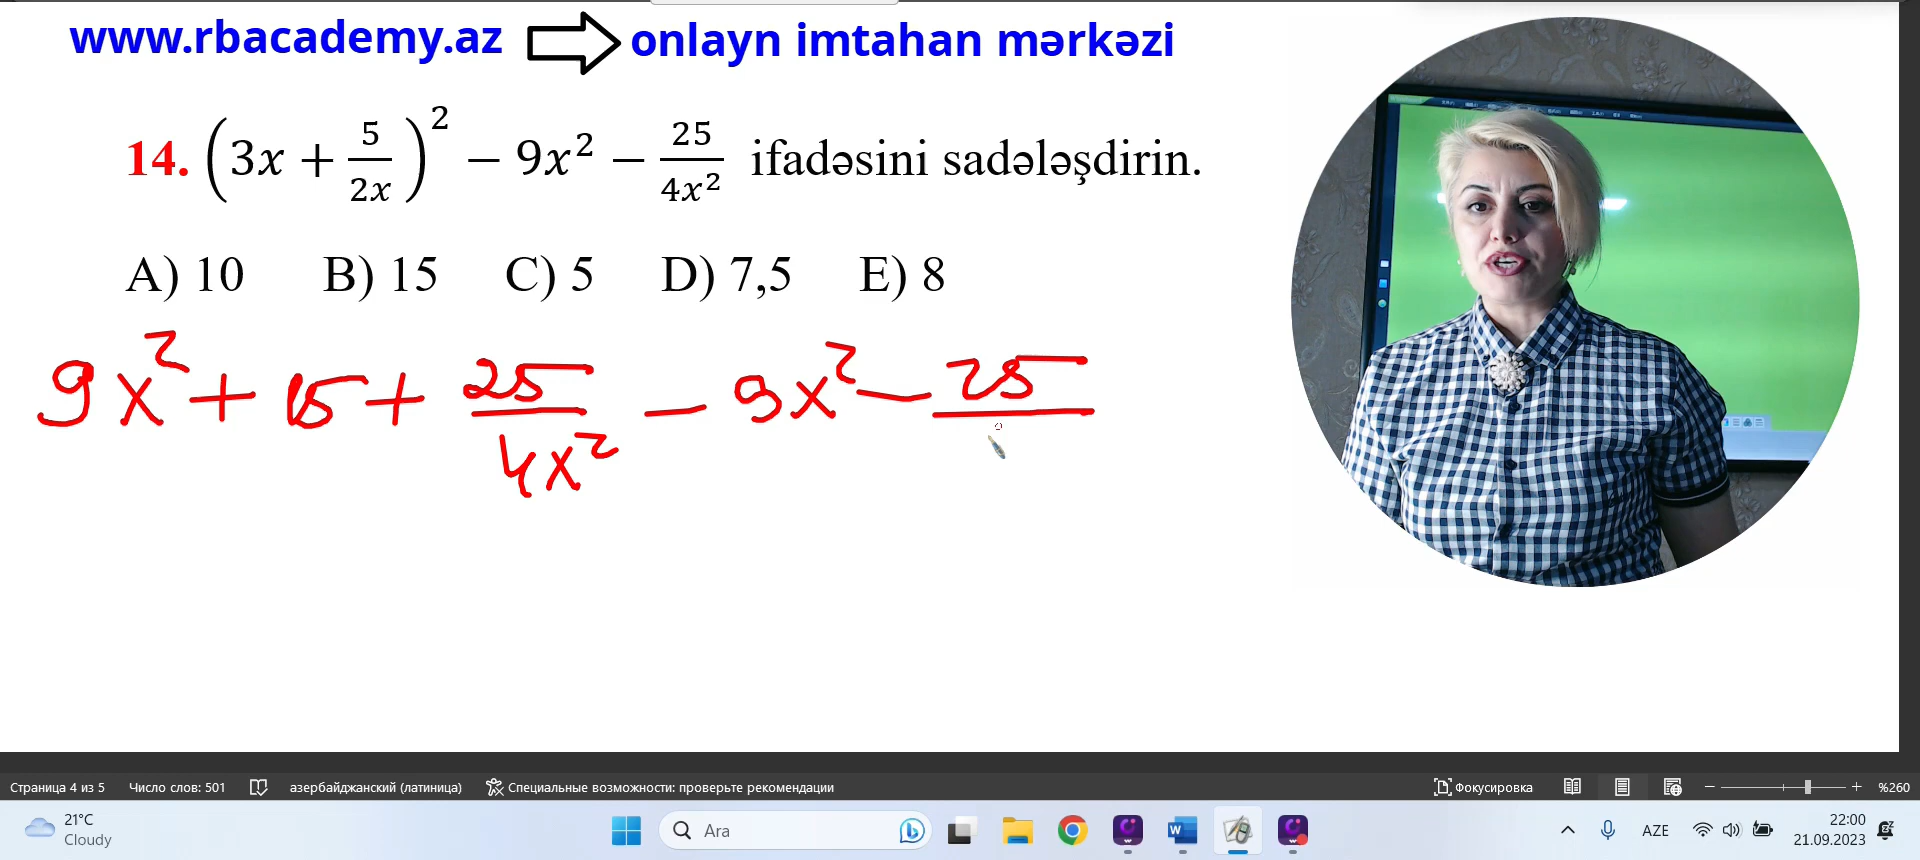 www.rbacademy.az onlayn imtahan mərkəzi
14. (3x + 5/2x)² − 9x² − 25/4x² ifadəsini sadələşdirin.
A) 10 B) 15 C) 5 D) 7,5 E) 8
9x² + 15 + 25/4x² − 9x² − 25
Страница 4 из 5 Число слов: 501 азербайджанский (латиница) Специальные возможности: проверьте рекомендации Фокусировка %260
21°C
Cloudy
Ara
AZE
22:00
21.09.2023